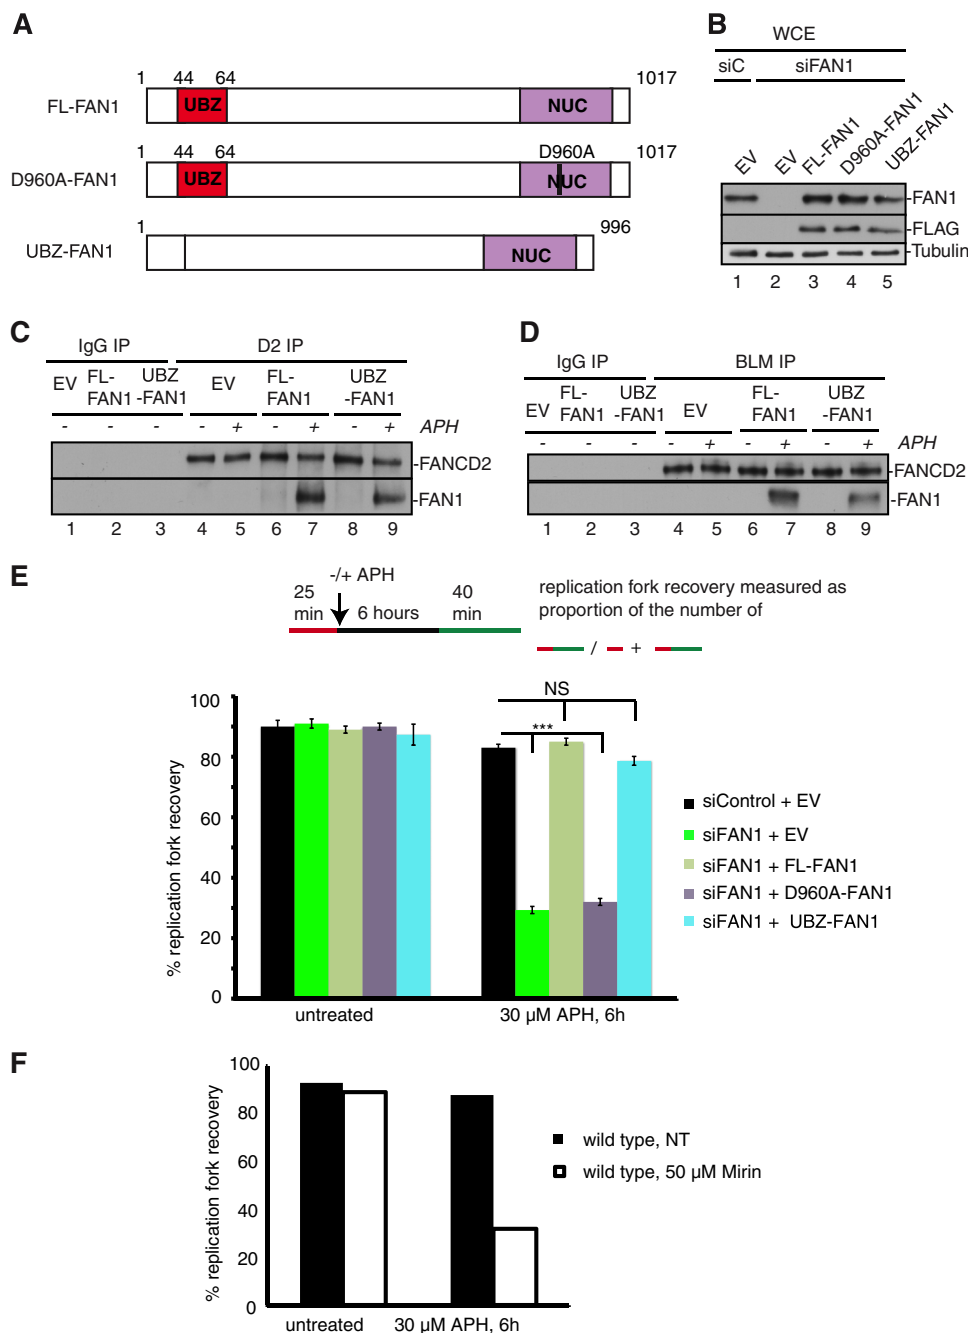 A
1 44 64 1017
FL-FAN1 UBZ NUC
1 44 64 D960A 1017
D960A-FAN1 UBZ NUC
1 996
UBZ-FAN1 NUC
B
WCE
siC siFAN1
EV EV FL-FAN1 D960A-FAN1 UBZ-FAN1
-FAN1
-FLAG
-Tubulin
1 2 3 4 5
C
IgG IP D2 IP
EV FL-FAN1 UBZ-FAN1 EV FL-FAN1 UBZ-FAN1
- - - - + - + - + APH
-FANCD2
-FAN1
1 2 3 4 5 6 7 8 9
D
IgG IP BLM IP
EV FL-FAN1 UBZ-FAN1 EV FL-FAN1 UBZ-FAN1
- - - - + - + - + APH
-FANCD2
-FAN1
1 2 3 4 5 6 7 8 9
E
-/+ APH
25 min 6 hours 40 min
replication fork recovery measured as
proportion of the number of
/ +
% replication fork recovery
100
80
60
40
20
0
NS
***
untreated 30 µM APH, 6h
siControl + EV
siFAN1 + EV
siFAN1 + FL-FAN1
siFAN1 + D960A-FAN1
siFAN1 + UBZ-FAN1
F
% replication fork recovery
100
80
60
40
20
0
untreated 30 µM APH, 6h
wild type, NT
wild type, 50 µM Mirin